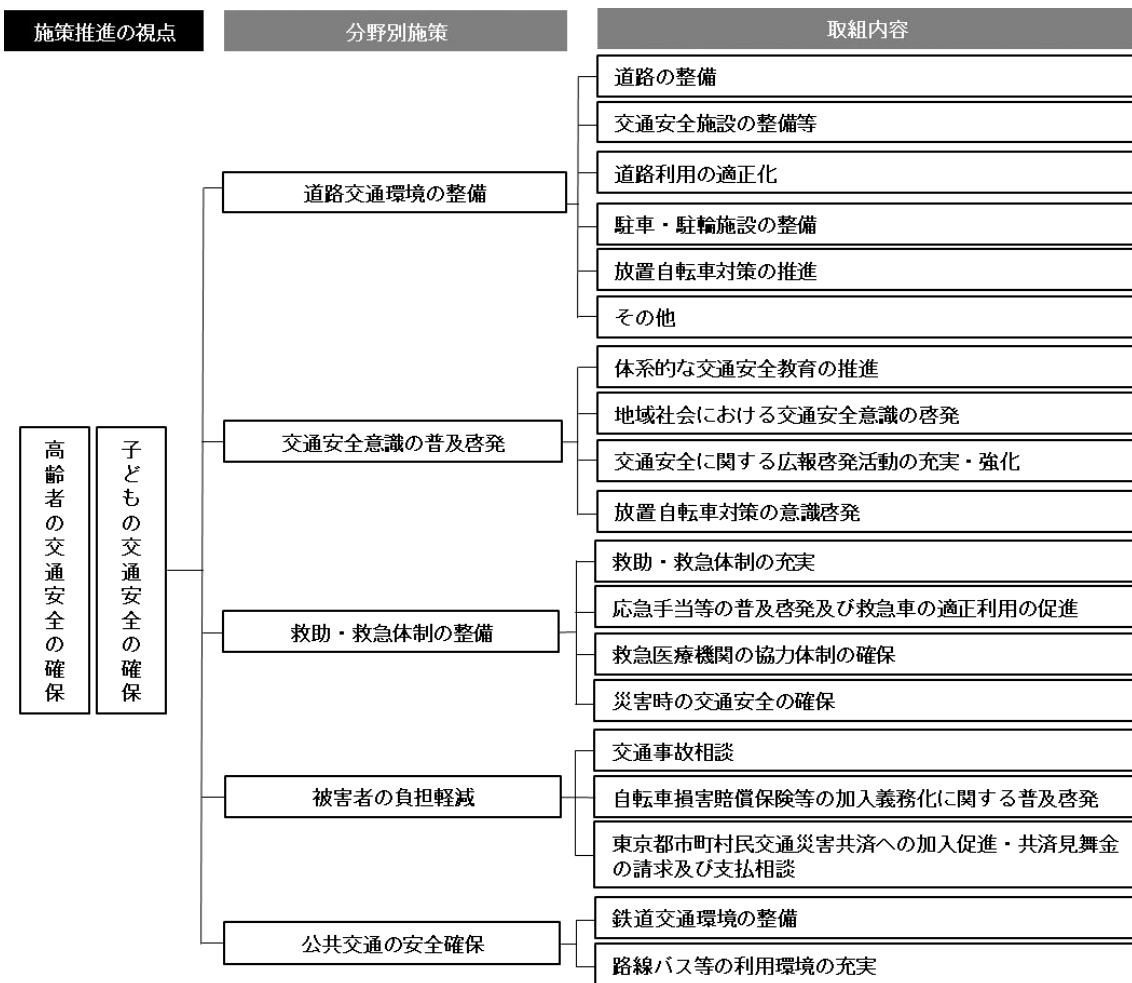 施策推進の視点
分野別施策
取組内容
高齢者の交通安全の確保
子どもの交通安全の確保
道路交通環境の整備
道路の整備
交通安全施設の整備等
道路利用の適正化
駐車・駐輪施設の整備
放置自転車対策の推進
その他
交通安全意識の普及啓発
体系的な交通安全教育の推進
地域社会における交通安全意識の啓発
交通安全に関する広報啓発活動の充実・強化
放置自転車対策の意識啓発
救助・救急体制の整備
救助・救急体制の充実
応急手当等の普及啓発及び救急車の適正利用の促進
救急医療機関の協力体制の確保
災害時の交通安全の確保
被害者の負担軽減
交通事故相談
自転車損害賠償保険等の加入義務化に関する普及啓発
東京都市町村民交通災害共済への加入促進・共済見舞金
の請求及び支払相談
公共交通の安全確保
鉄道交通環境の整備
路線バス等の利用環境の充実